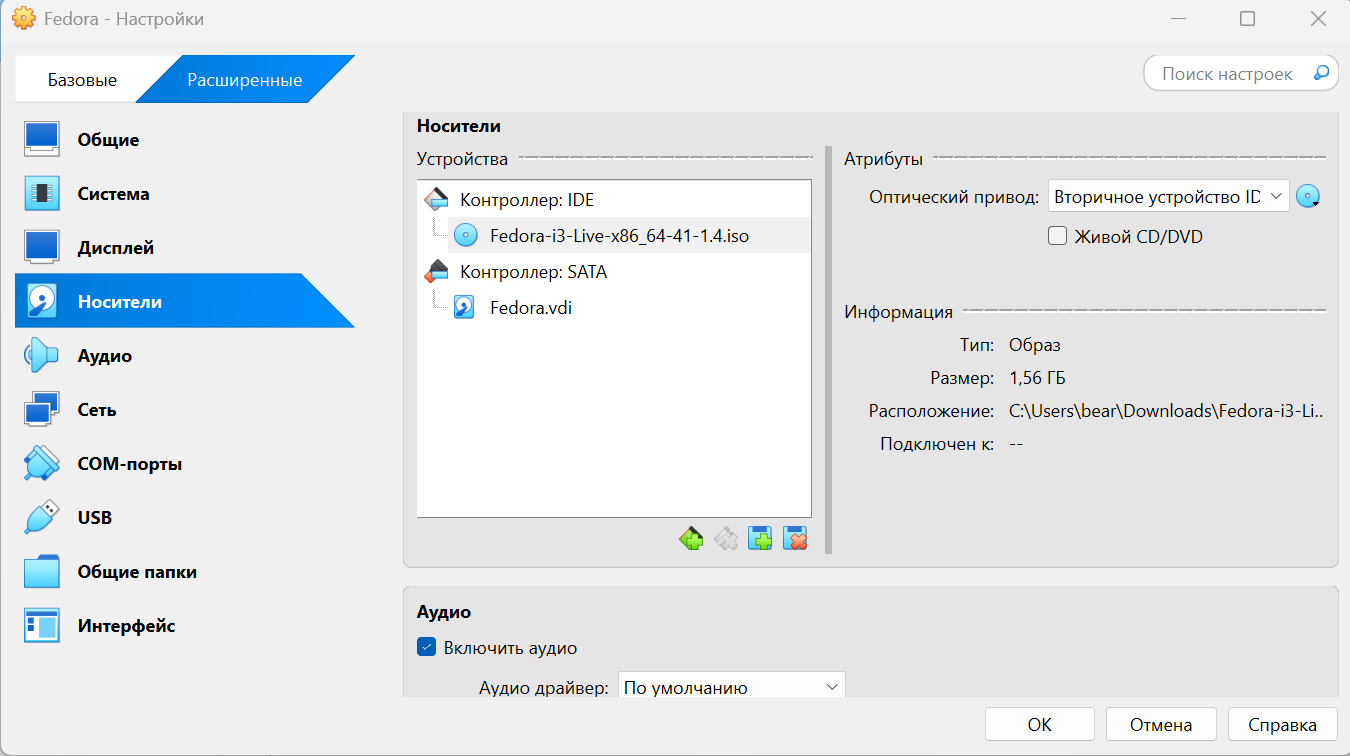 Fedora - Настройки
Базовые
Расширенные
Поиск настроек
Общие
Система
Дисплей
Носители
Аудио
Сеть
COM-порты
USB
Общие папки
Интерфейс
Носители
Устройства
Контроллер: IDE
Fedora-i3-Live-x86_64-41-1.4.iso
Контроллер: SATA
Fedora.vdi
Атрибуты
Оптический привод: Вторичное устройство ID
Живой CD/DVD
Информация
Тип: Образ
Размер: 1,56 ГБ
Расположение: C:\Users\bear\Downloads\Fedora-i3-Li..
Подключен к: --
Аудио
Включить аудио
Аудио драйвер: По умолчанию
OK
Отмена
Справка